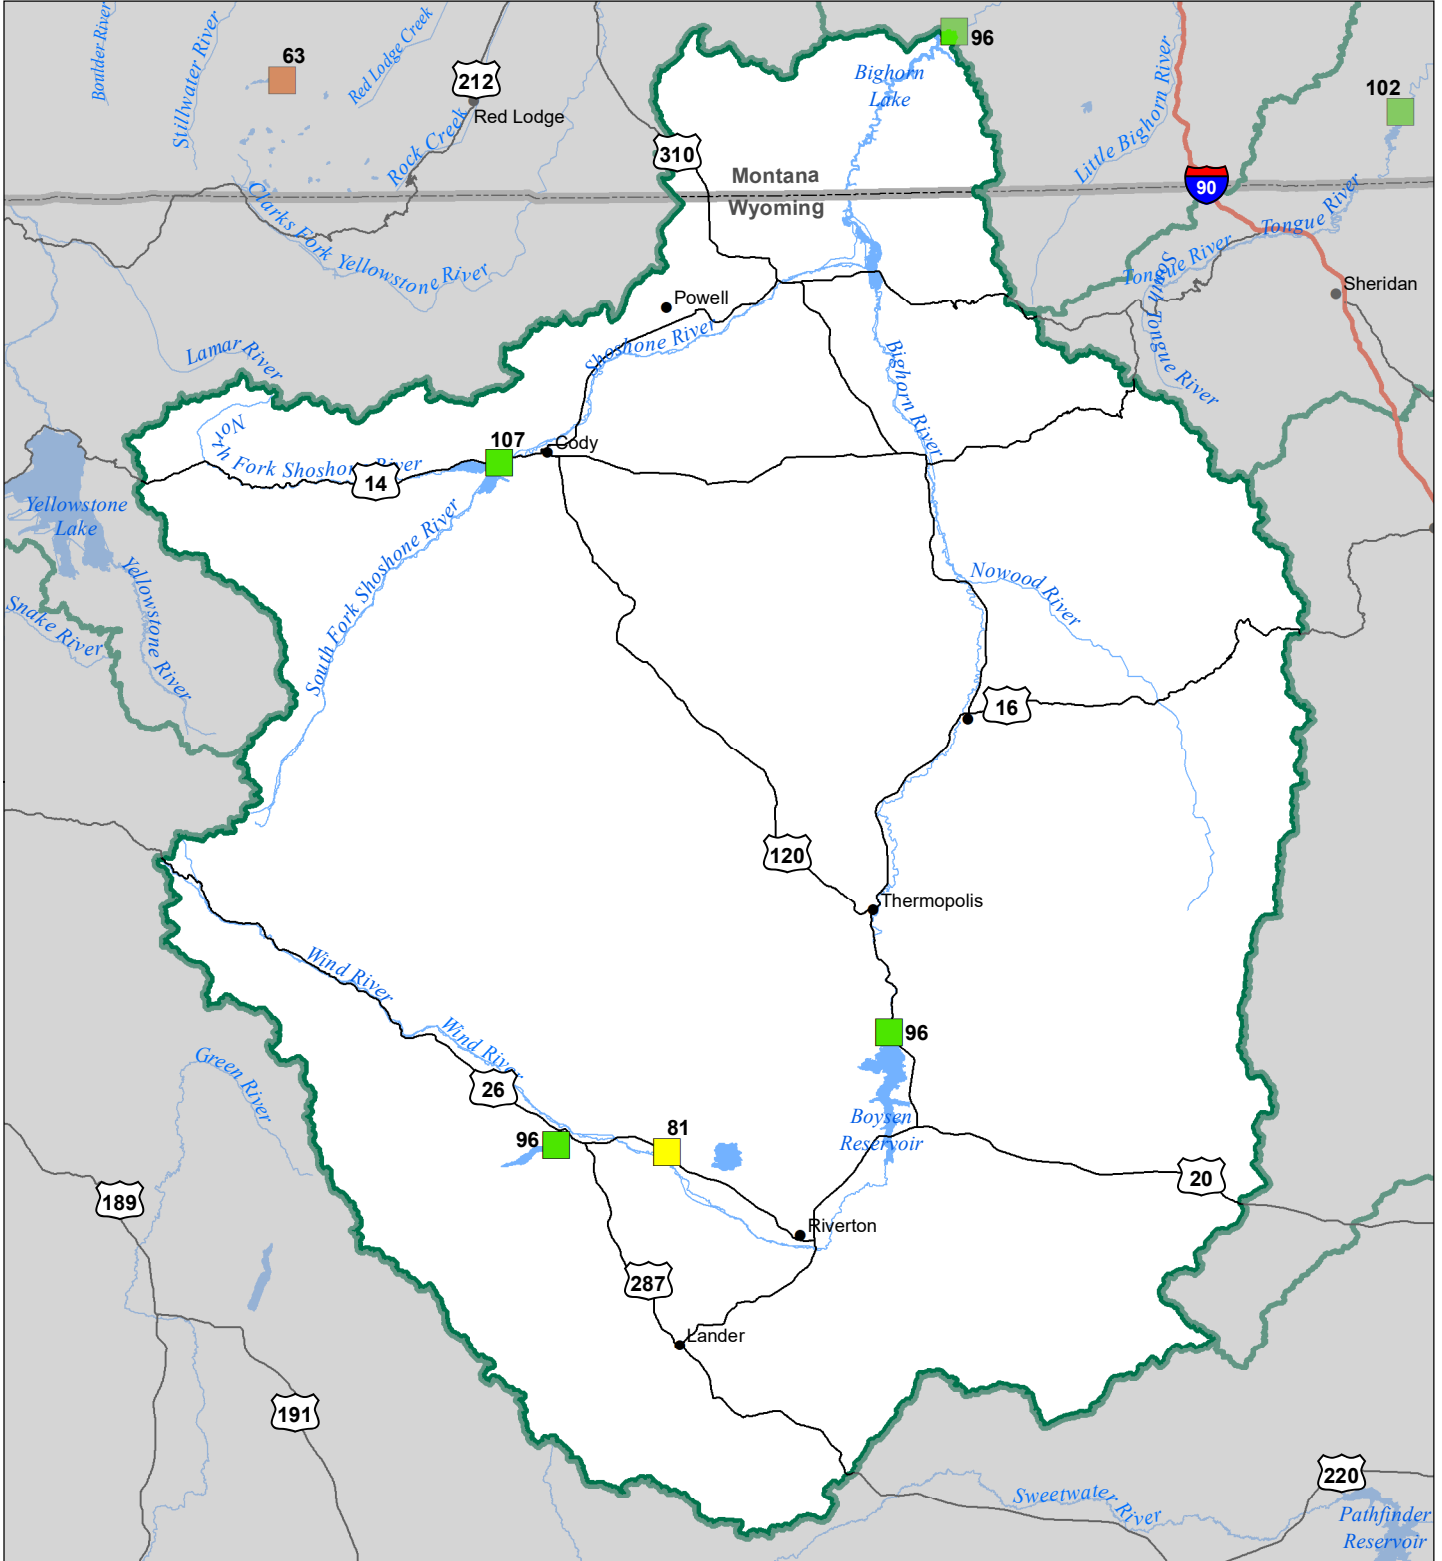 Boulder River
Stillwater River
63
Red Lodge Creek
212
Red Lodge
Rock Creek
96
Bighorn
Lake
Little Bighorn River
102
310
Montana
Wyoming
90
Clarks Fork Yellowstone River
Tongue River
Tongue River
South Tongue River
Sheridan
Powell
Shoshone River
Lamar River
Bighorn River
107
Cody
North Fork Shoshone River
14
Yellowstone
Lake
South Fork Shoshone River
Yellowstone River
Snake River
Nowood River
16
120
Thermopolis
Wind River
Wind River
96
Green River
26
Boysen
Reservoir
96
81
20
189
Riverton
287
Lander
191
220
Sweetwater River
Pathfinder
Reservoir